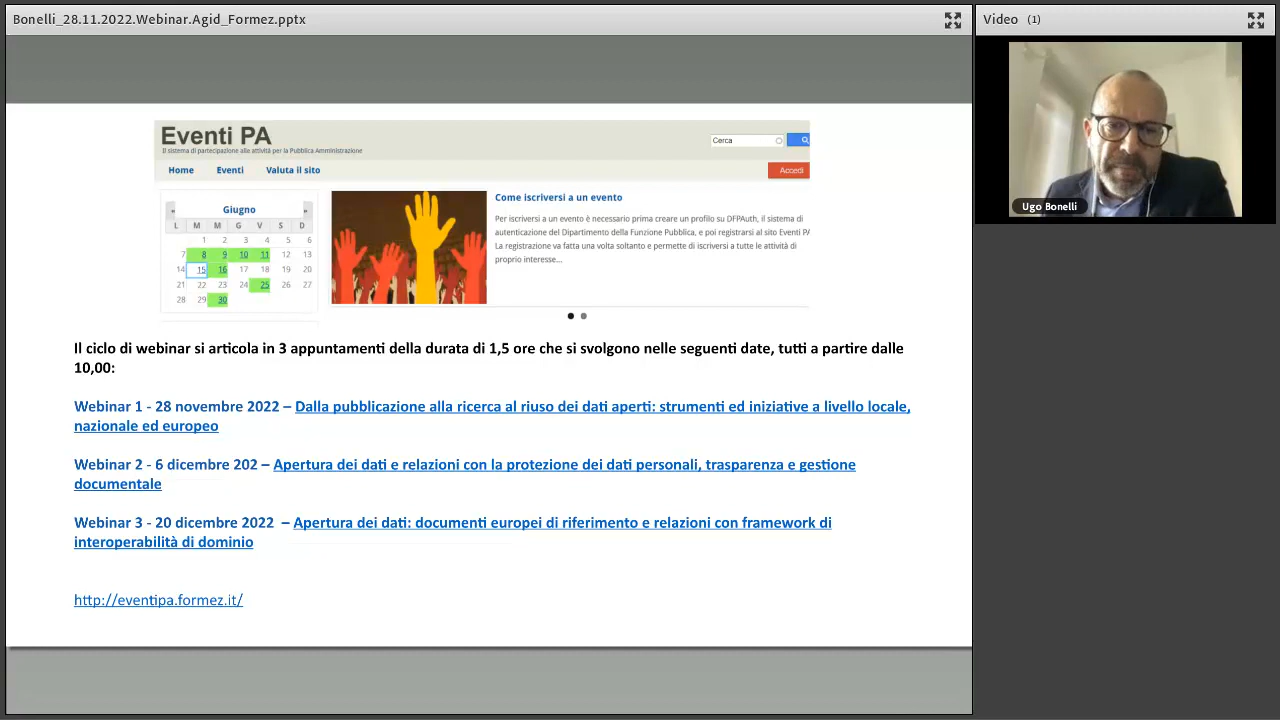 Bonelli_28.11.2022.Webinar.Agid_Formez.pptx
Video (1)
Ugo Bonelli
Eventi PA
Il sistema di partecipazione alle attività per la Pubblica Amministrazione
Cerca
Home Eventi Valuta il sito
Accedi
« Giugno »
L M M G V S D
1 2 3 4 5 6
7 8 9 10 11 12 13
14 15 16 17 18 19 20
21 22 23 24 25 26 27
28 29 30
Come iscriversi a un evento
Per iscriversi a un evento è necessario prima creare un profilo su DFPAuth, il sistema di
autenticazione del Dipartimento della Funzione Pubblica, e poi registrarsi al sito Eventi PA
La registrazione va fatta una volta soltanto e permette di iscriversi a tutte le attività di
proprio interesse...
Il ciclo di webinar si articola in 3 appuntamenti della durata di 1,5 ore che si svolgono nelle seguenti date, tutti a partire dalle
10,00:
Webinar 1 - 28 novembre 2022 – Dalla pubblicazione alla ricerca al riuso dei dati aperti: strumenti ed iniziative a livello locale,
nazionale ed europeo
Webinar 2 - 6 dicembre 202 – Apertura dei dati e relazioni con la protezione dei dati personali, trasparenza e gestione
documentale
Webinar 3 - 20 dicembre 2022 – Apertura dei dati: documenti europei di riferimento e relazioni con framework di
interoperabilità di dominio
http://eventipa.formez.it/